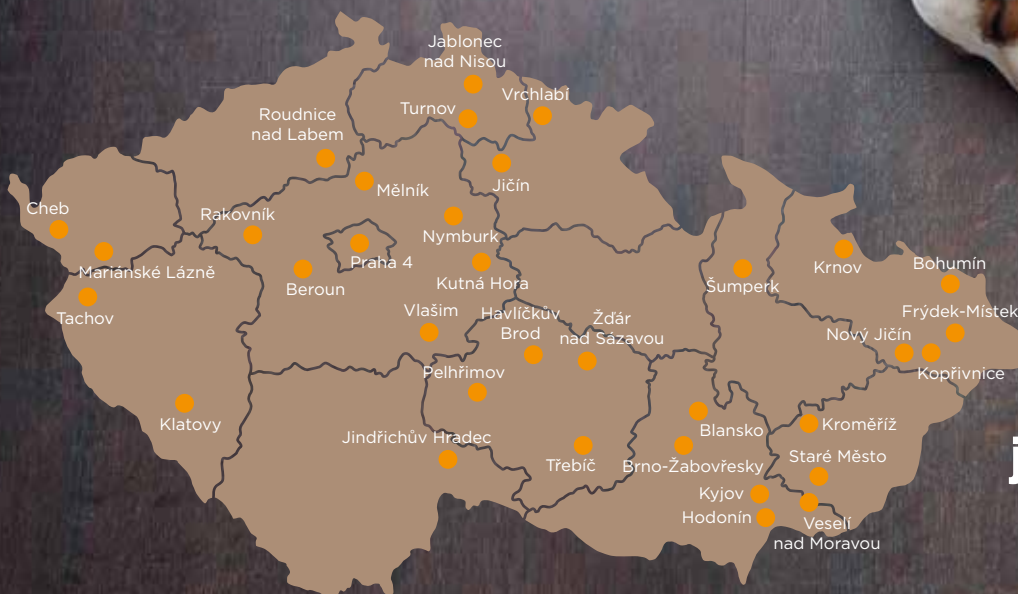 Jablonec
nad Nisou
Vrchlabí
Turnov
Roudnice
nad Labem
Jičín
Mělník
Cheb
Rakovník
Nymburk
Praha 4
Mariánské Lázně
Beroun
Kutná Hora
Šumperk
Krnov
Bohumín
Tachov
Vlašim
Havlíčkův
Brod
Žďár
nad Sázavou
Frýdek-Místek
Nový Jičín
Kopřivnice
Pelhřimov
Klatovy
Jindřichův Hradec
Třebíč
Blansko
Brno-Žabovřesky
Kroměříž
Staré Město
Kyjov
Hodonín
Veselí
nad Moravou
j